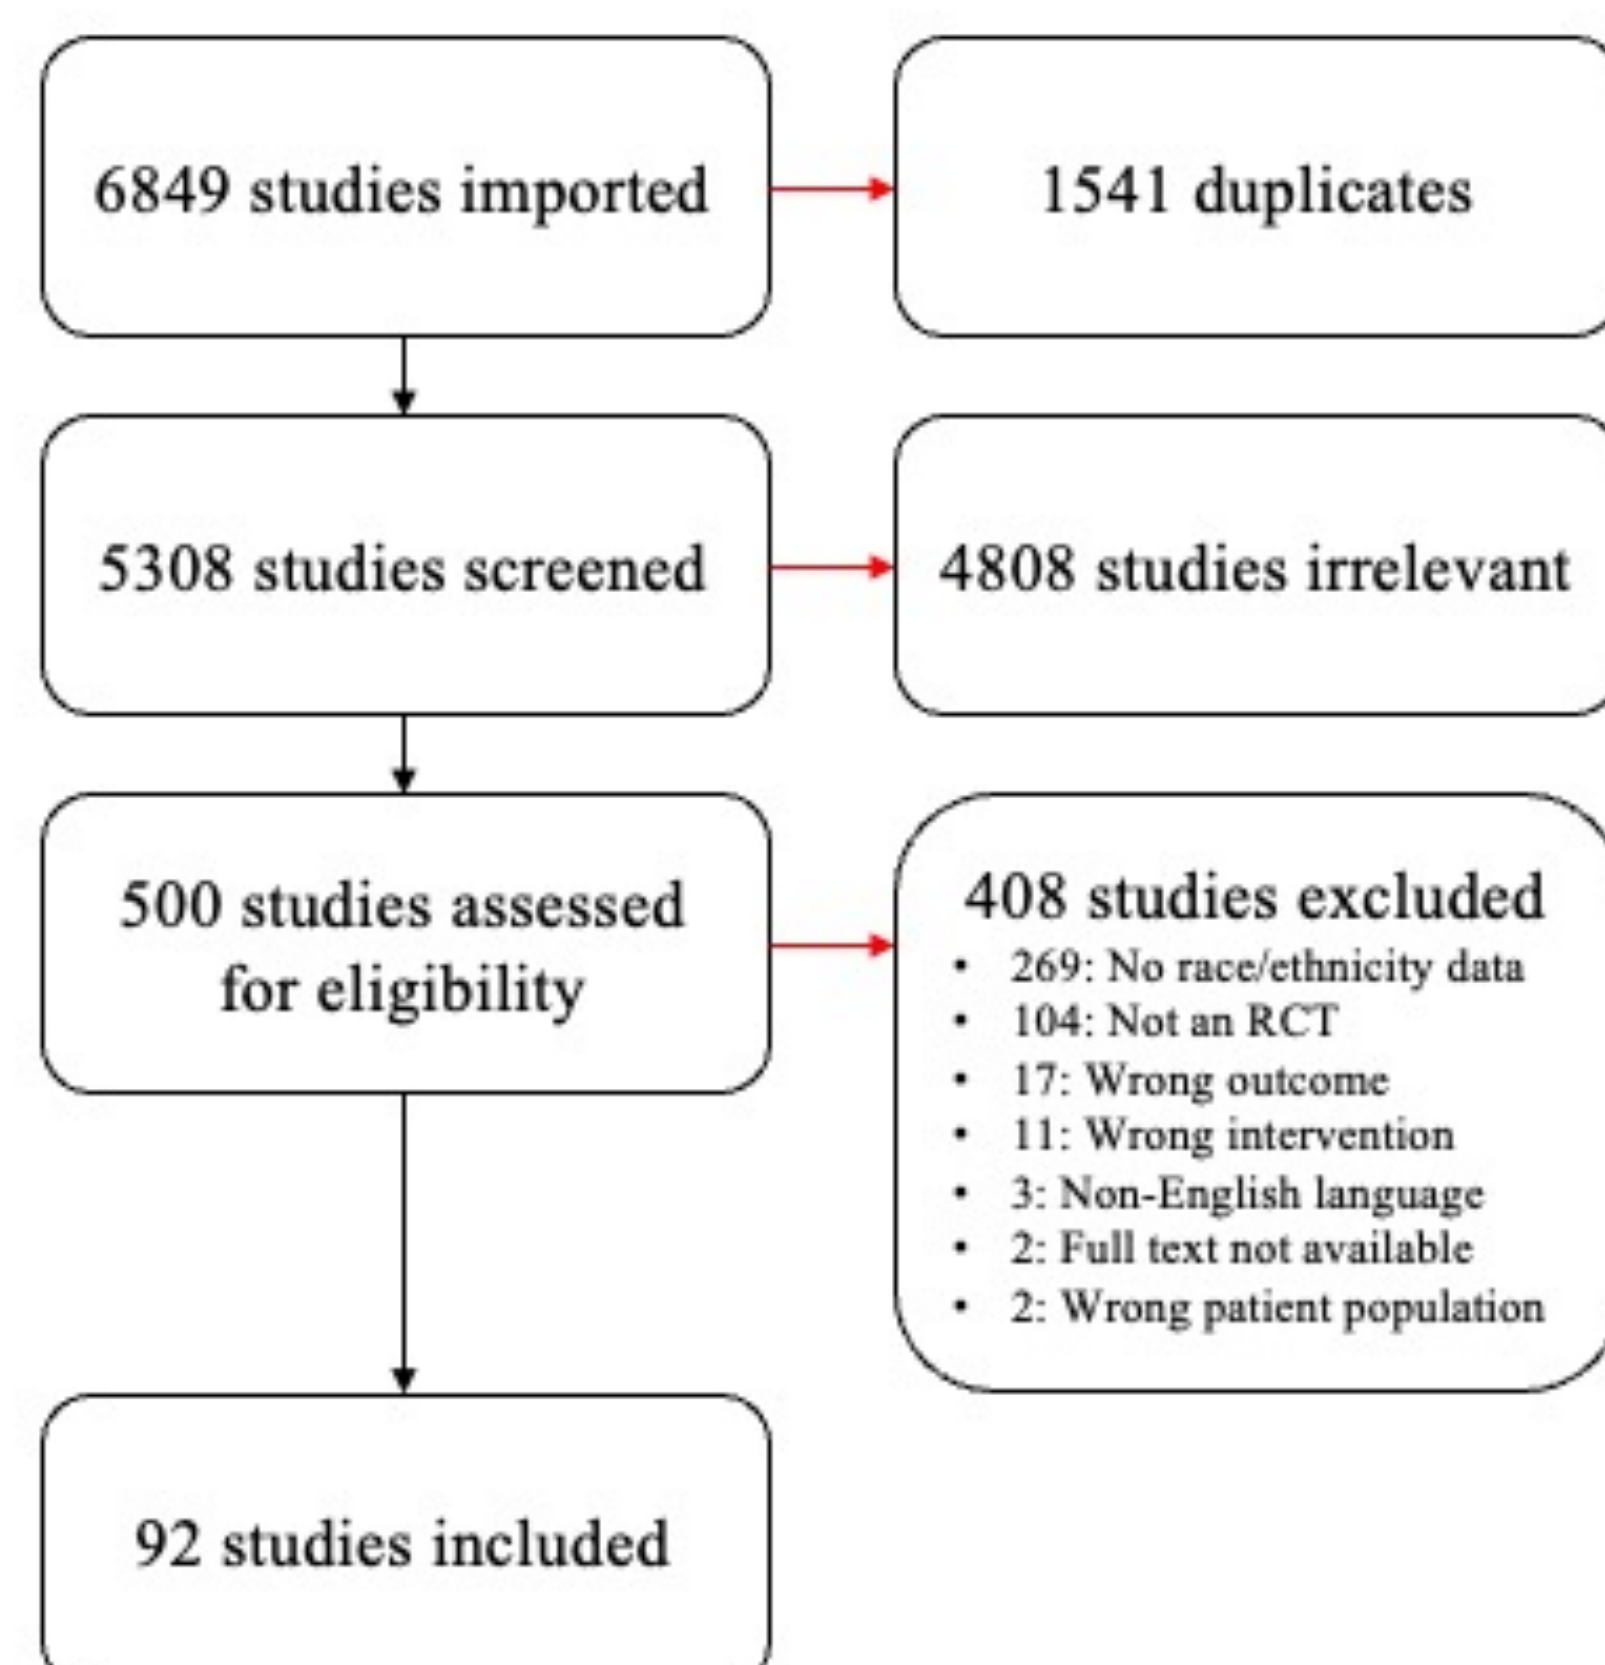 6849 studies imported
1541 duplicates
5308 studies screened
4808 studies irrelevant
500 studies assessed
for eligibility
408 studies excluded
• 269: No race/ethnicity data
• 104: Not an RCT
• 17: Wrong outcome
• 11: Wrong intervention
• 3: Non-English language
• 2: Full text not available
• 2: Wrong patient population
92 studies included